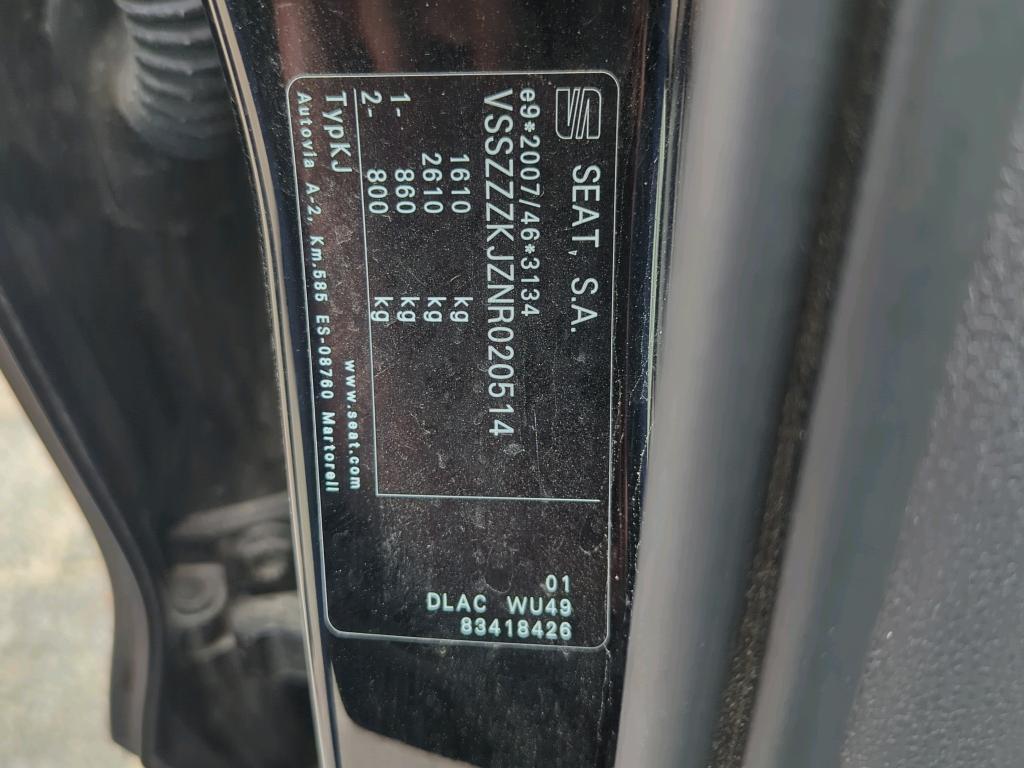 SEAT, S.A.
e9*2007/46*3134
VSSZZZKJZNR020514
1610 kg
2610 kg
1- 860 kg
2- 800 kg
TypKJ
www.seat.com
Autovia A-2, Km.585 ES-08760 Martorell
01
DLAC WU49
83418426